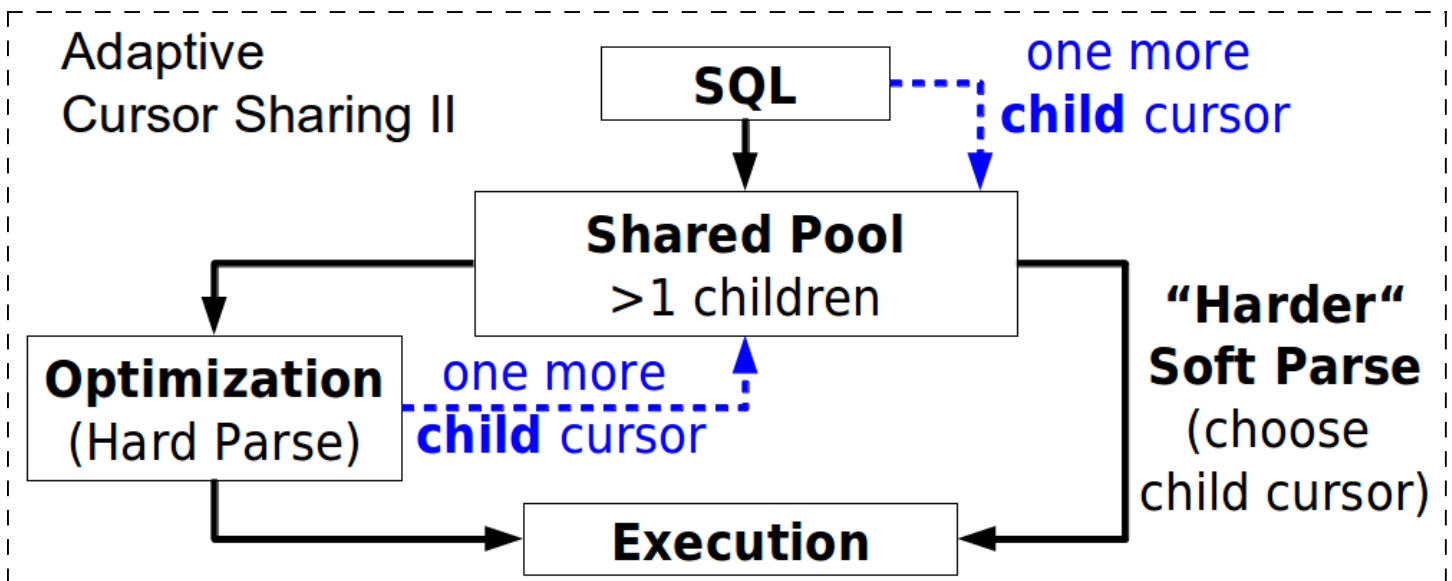 Adaptive
Cursor Sharing II
SQL
one more
child cursor
Shared Pool
>1 children
“Harder“
Soft Parse
(choose
child cursor)
Optimization
(Hard Parse)
one more
child cursor
Execution